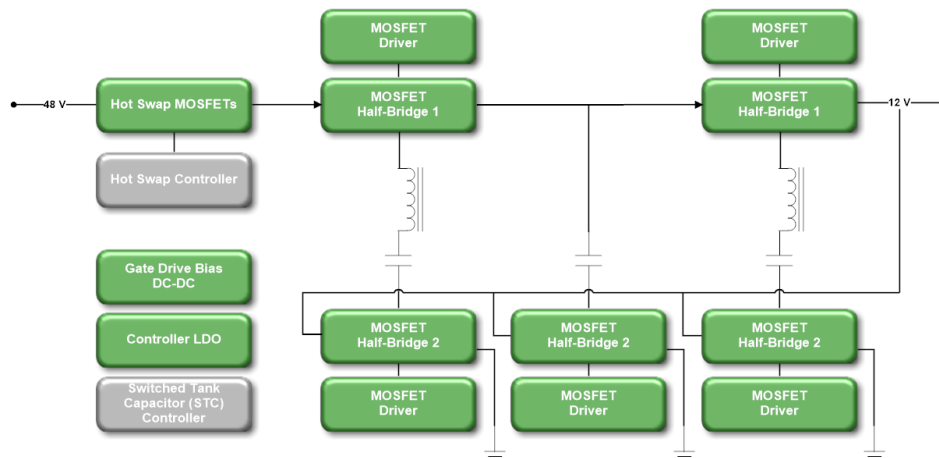 MOSFET
Driver
MOSFET
Driver
48 V
Hot Swap MOSFETs
MOSFET
Half-Bridge 1
MOSFET
Half-Bridge 1
12 V
Hot Swap Controller
Gate Drive Bias
DC-DC
Controller LDO
Switched Tank
Capacitor (STC)
Controller
MOSFET
Half-Bridge 2
MOSFET
Half-Bridge 2
MOSFET
Half-Bridge 2
MOSFET
Driver
MOSFET
Driver
MOSFET
Driver